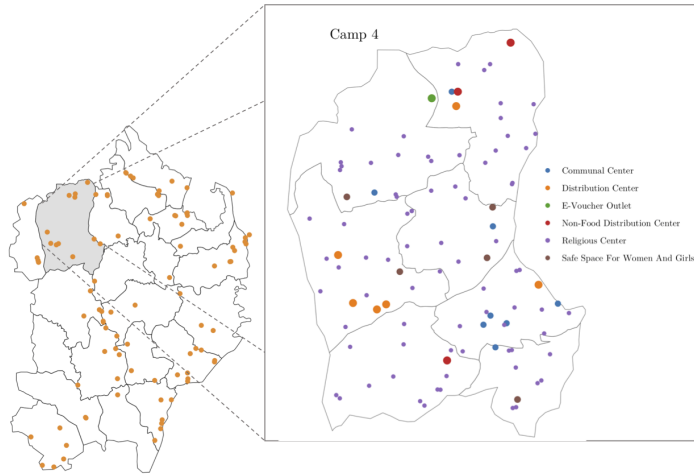 Camp 4
Communal Center
Distribution Center
E-Voucher Outlet
Non-Food Distribution Center
Religious Center
Safe Space For Women And Girls